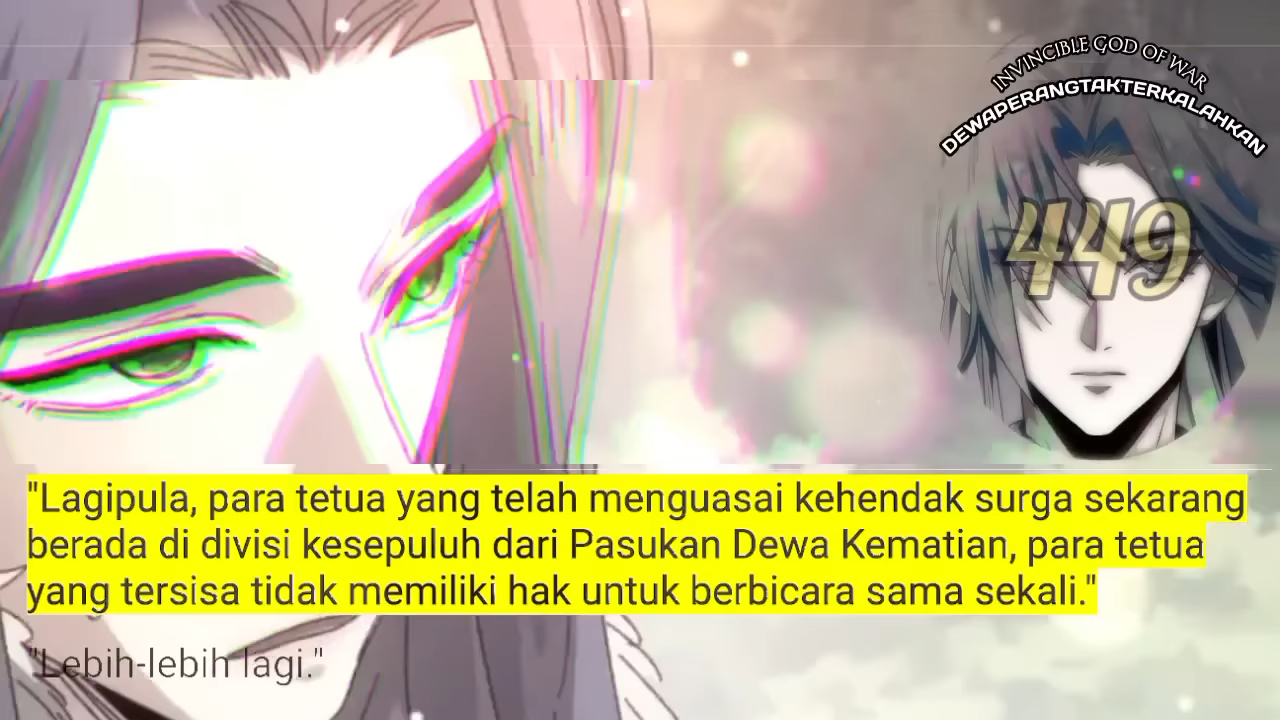 INVINCIBLE GOD OF WAR
DEWAPERANGTAKTERKALAHKAN
449
"Lagipula, para tetua yang telah menguasai kehendak surga sekarang
berada di divisi kesepuluh dari Pasukan Dewa Kematian, para tetua
yang tersisa tidak memiliki hak untuk berbicara sama sekali."
"Lebih-lebih lagi."